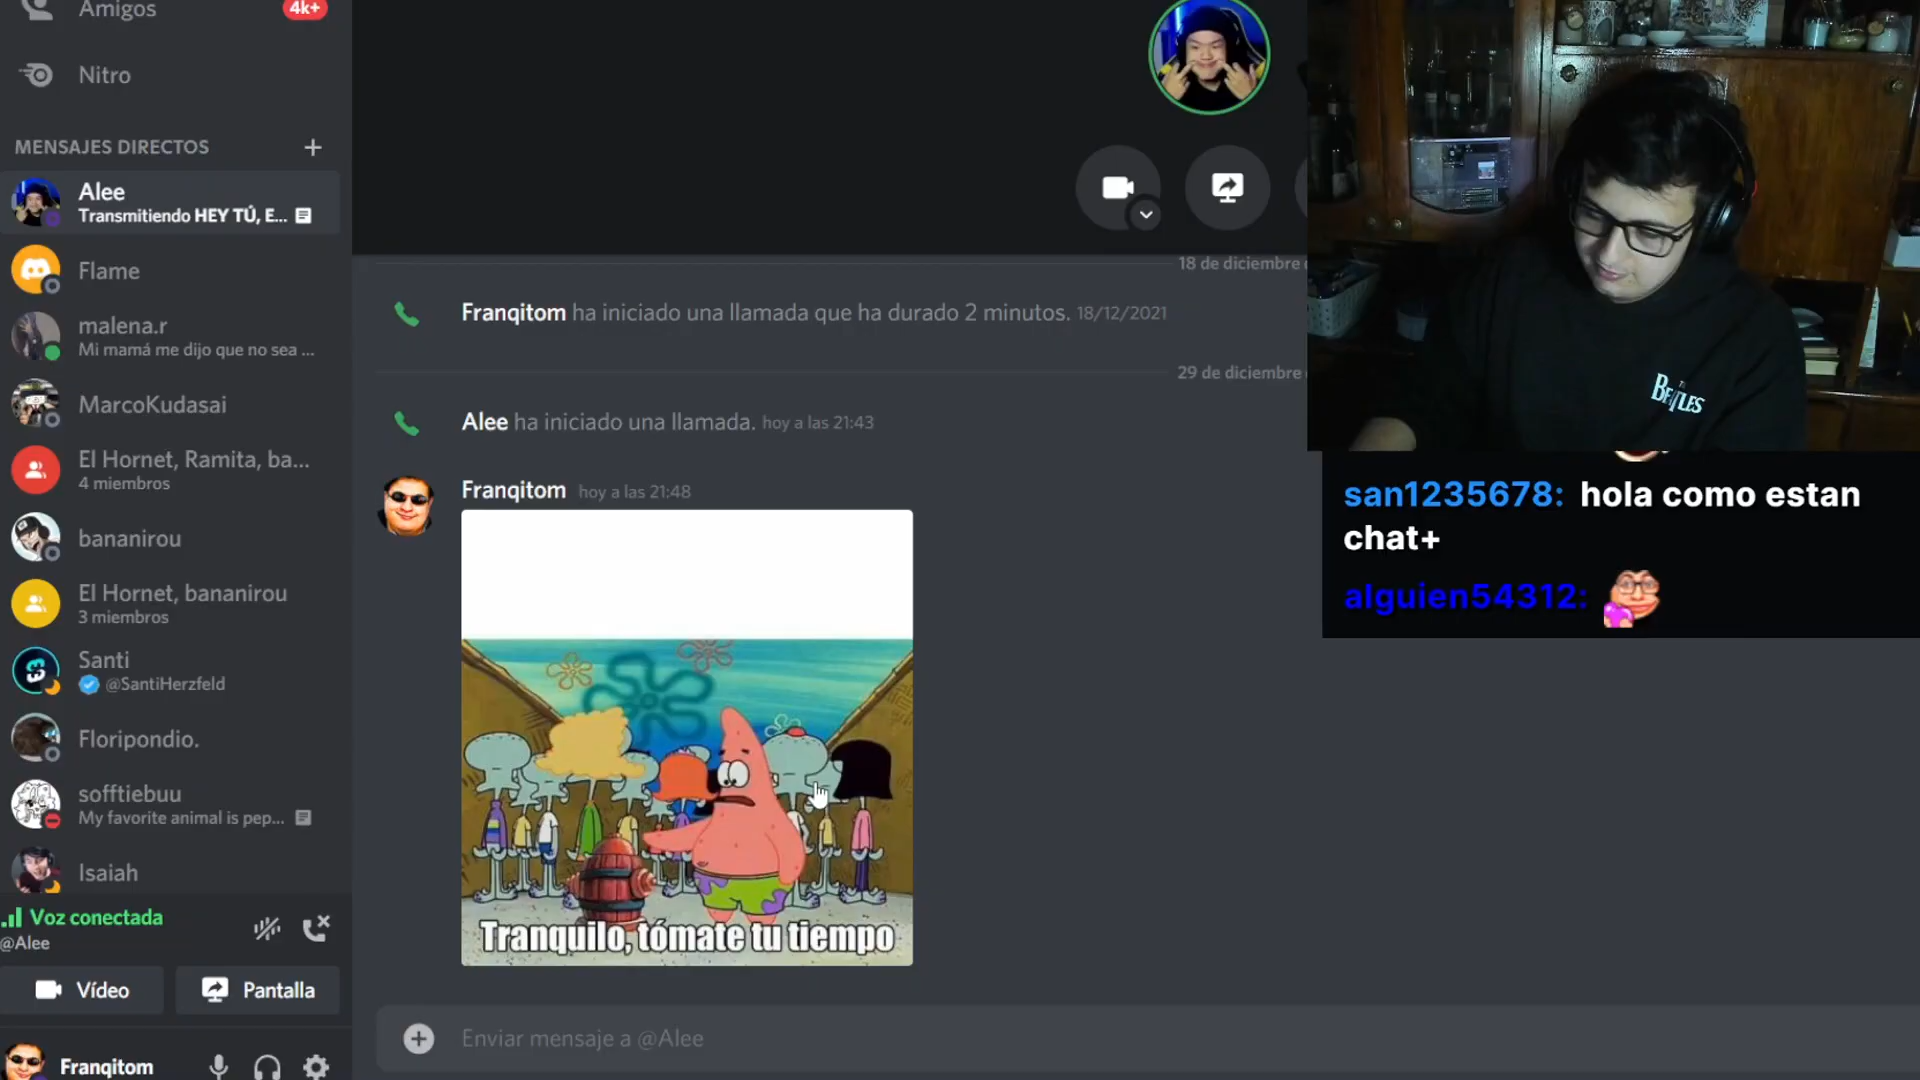 Amigos
4k+
Nitro
MENSAJES DIRECTOS
Alee
Transmitiendo HEY TÚ, E...
Flame
malena.r
Mi mamá me dijo que no sea ...
MarcoKudasai
El Hornet, Ramita, ba...
4 miembros
bananirou
El Hornet, bananirou
3 miembros
Santi
@SantiHerzfeld
Floripondio.
sofftiebuu
My favorite animal is pep...
Isaiah
Voz conectada
@Alee
Vídeo
Pantalla
Franqitom
18 de diciembre
Franqitom ha iniciado una llamada que ha durado 2 minutos. 18/12/2021
29 de diciembre
Alee ha iniciado una llamada. hoy a las 21:43
Franqitom hoy a las 21:48
Tranquilo, tómate tu tiempo
Enviar mensaje a @Alee
THE
BEATLES
san1235678: hola como estan
chat+
alguien54312: